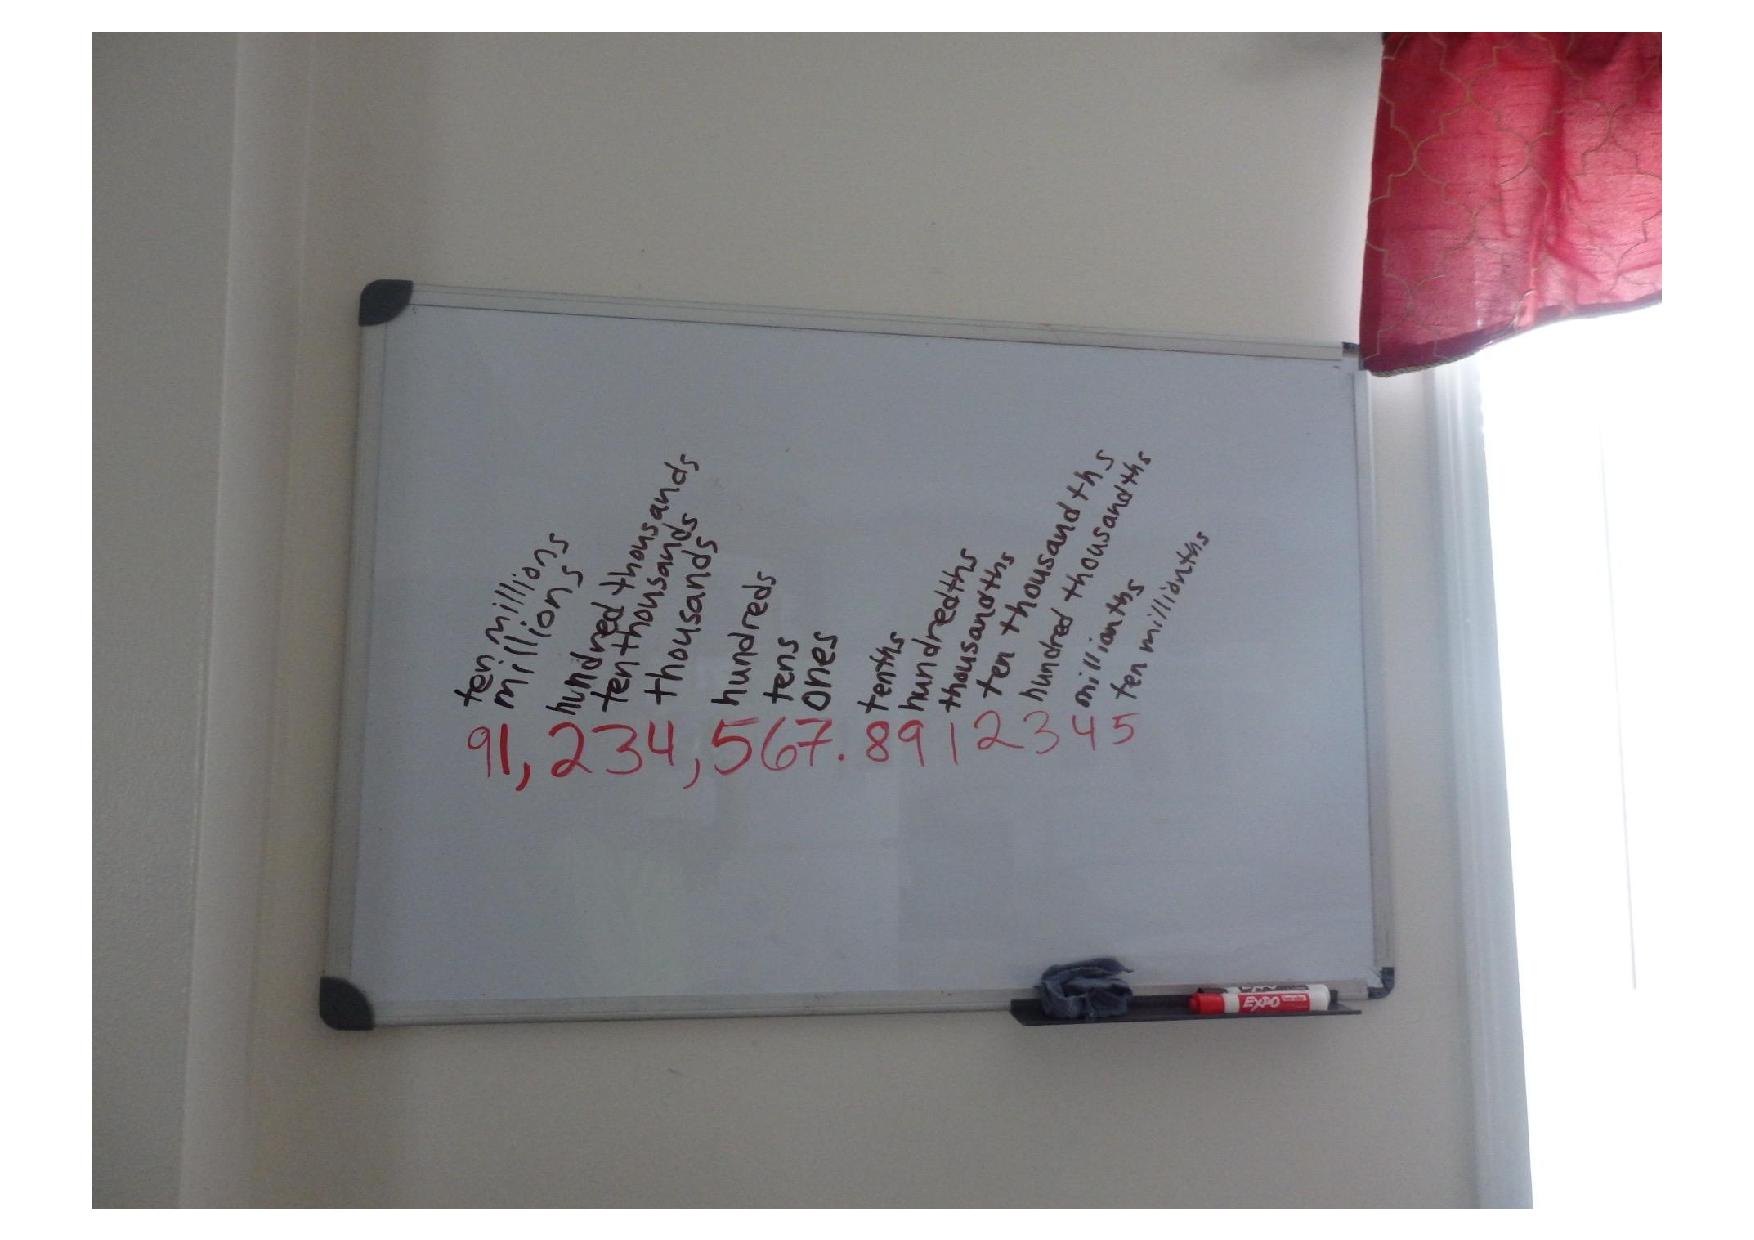 ten millions
millions
hundred thousands
ten thousands
thousands
hundreds
tens
ones
tenths
hundredths
thousandths
ten thousandths
hundred thousandths
millionths
ten millionths
91,234,567.8912345
EXPO